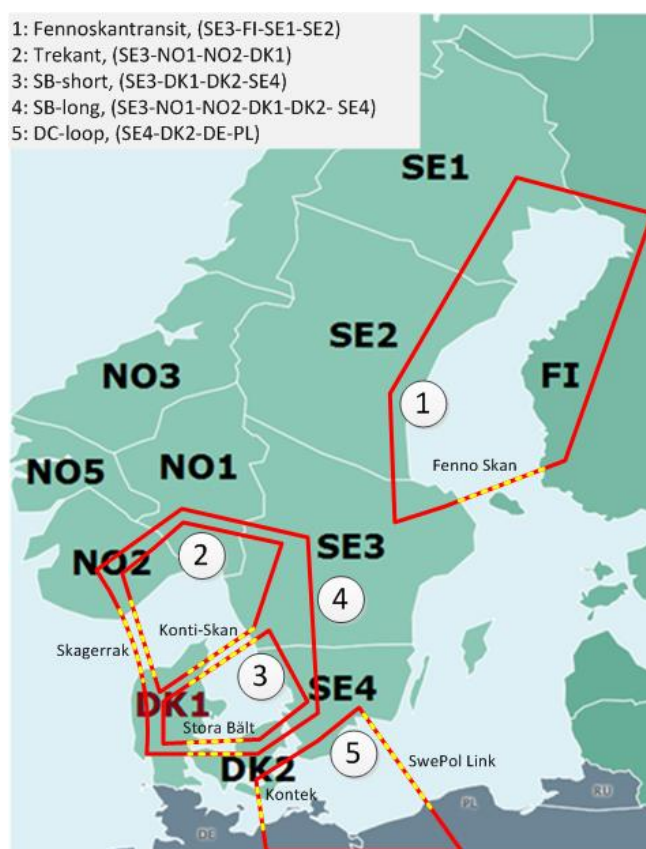 1: Fennoskantransit, (SE3-FI-SE1-SE2)
2: Trekant, (SE3-NO1-NO2-DK1)
3: SB-short, (SE3-DK1-DK2-SE4)
4: SB-long, (SE3-NO1-NO2-DK1-DK2- SE4)
5: DC-loop, (SE4-DK2-DE-PL)
SE1
SE2
NO3
FI
1
NO5
NO1
Fenno Skan
2
SE3
NO2
4
Konti-Skan
Skagerrak
3
DK1
SE4
Stora Bält
5
DK2
SwePol Link
Kontek
PL
RU
DE